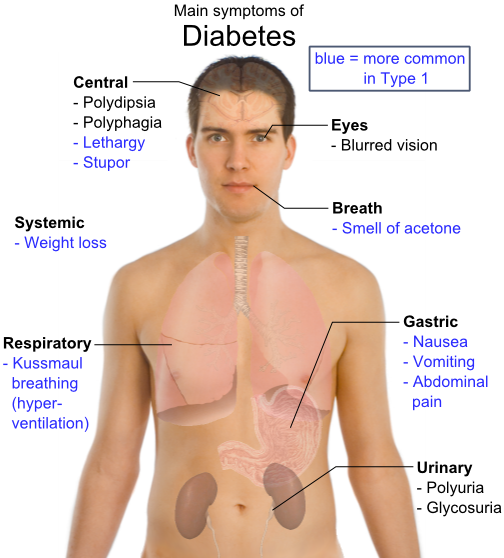 Main symptoms of
Diabetes
blue = more common
in Type 1
Central
- Polydipsia
- Polyphagia
- Lethargy
- Stupor
Eyes
- Blurred vision
Breath
- Smell of acetone
Systemic
- Weight loss
Respiratory
- Kussmaul
breathing
(hyper-
ventilation)
Gastric
- Nausea
- Vomiting
- Abdominal
pain
Urinary
- Polyuria
- Glycosuria